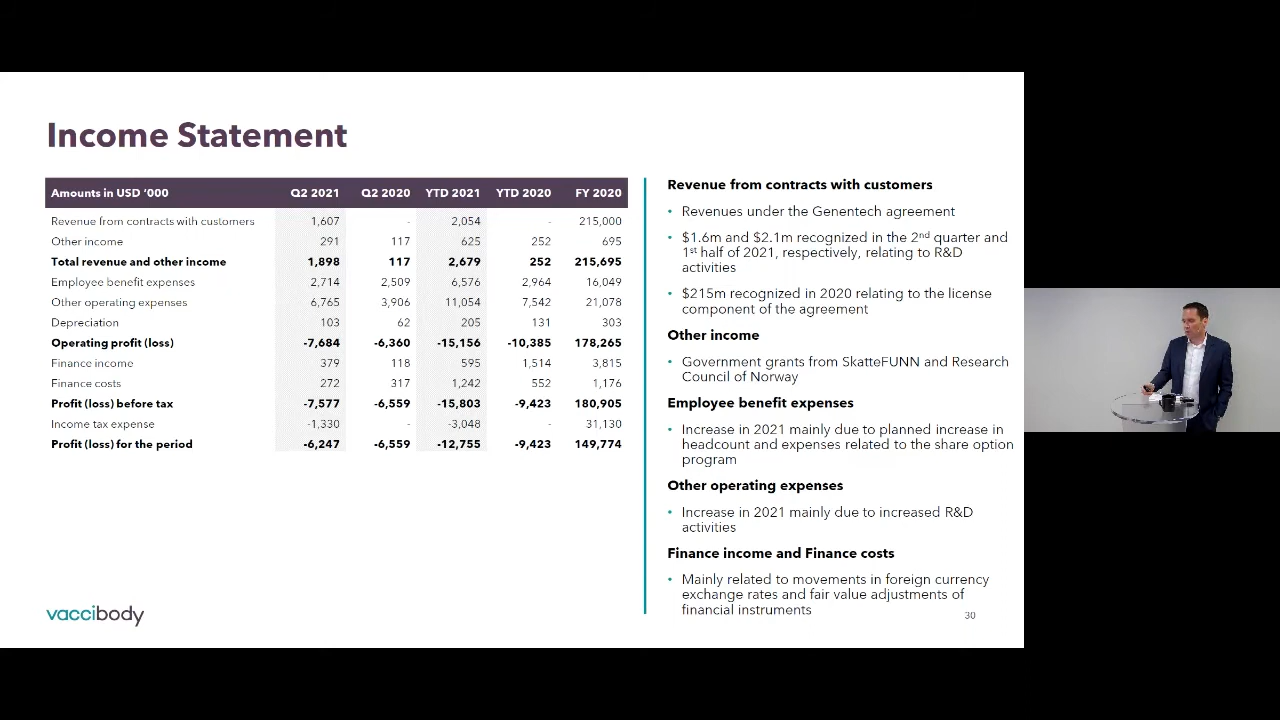 Income Statement
Amounts in USD '000 Q2 2021 Q2 2020 YTD 2021 YTD 2020 FY 2020
Revenue from contracts with customers 1,607 - 2,054 - 215,000
Other income 291 117 625 252 695
Total revenue and other income 1,898 117 2,679 252 215,695
Employee benefit expenses 2,714 2,509 6,576 2,964 16,049
Other operating expenses 6,765 3,906 11,054 7,542 21,078
Depreciation 103 62 205 131 303
Operating profit (loss) -7,684 -6,360 -15,156 -10,385 178,265
Finance income 379 118 595 1,514 3,815
Finance costs 272 317 1,242 552 1,176
Profit (loss) before tax -7,577 -6,559 -15,803 -9,423 180,905
Income tax expense -1,330 - -3,048 - 31,130
Profit (loss) for the period -6,247 -6,559 -12,755 -9,423 149,774
Revenue from contracts with customers
• Revenues under the Genentech agreement
• $1.6m and $2.1m recognized in the 2nd quarter and
1st half of 2021, respectively, relating to R&D
activities
• $215m recognized in 2020 relating to the license
component of the agreement
Other income
• Government grants from SkatteFUNN and Research
Council of Norway
Employee benefit expenses
• Increase in 2021 mainly due to planned increase in
headcount and expenses related to the share option
program
Other operating expenses
• Increase in 2021 mainly due to increased R&D
activities
Finance income and Finance costs
• Mainly related to movements in foreign currency
exchange rates and fair value adjustments of
financial instruments
vaccibody
30